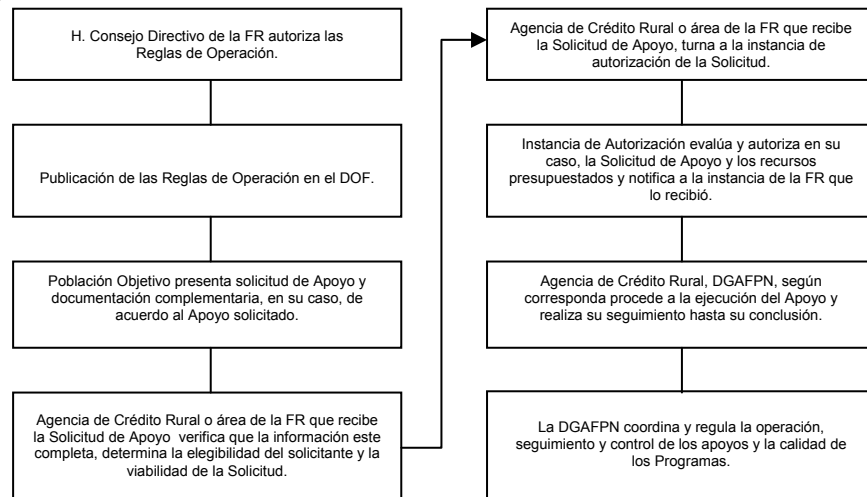 H. Consejo Directivo de la FR autoriza las
Reglas de Operación.
Publicación de las Reglas de Operación en el DOF.
Población Objetivo presenta solicitud de Apoyo y
documentación complementaria, en su caso, de
acuerdo al Apoyo solicitado.
Agencia de Crédito Rural o área de la FR que recibe
la Solicitud de Apoyo verifica que la información este
completa, determina la elegibilidad del solicitante y la
viabilidad de la Solicitud.
Agencia de Crédito Rural o área de la FR que recibe
la Solicitud de Apoyo, turna a la instancia de
autorización de la Solicitud.
Instancia de Autorización evalúa y autoriza en su
caso, la Solicitud de Apoyo y los recursos
presupuestados y notifica a la instancia de la FR que
lo recibió.
Agencia de Crédito Rural, DGAFPN, según
corresponda procede a la ejecución del Apoyo y
realiza su seguimiento hasta su conclusión.
La DGAFPN coordina y regula la operación,
seguimiento y control de los apoyos y la calidad de
los Programas.